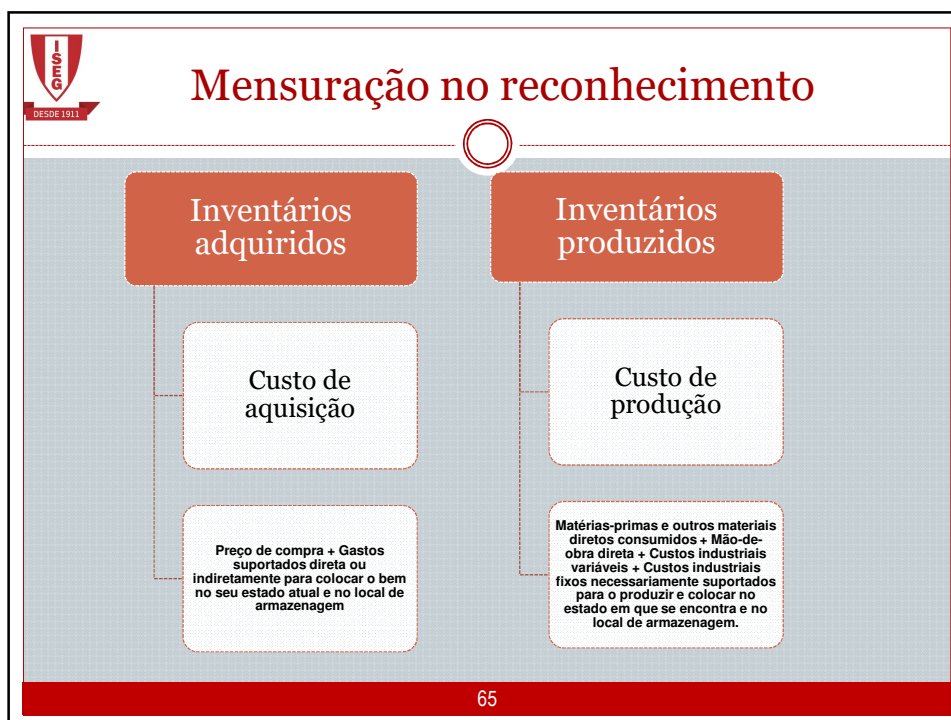 ISEG
DESDE 1911
Mensuração no reconhecimento
Inventários
adquiridos
Custo de
aquisição
Preço de compra + Gastos
suportados direta ou
indiretamente para colocar o bem
no seu estado atual e no local de
armazenagem
Inventários
produzidos
Custo de
produção
Matérias-primas e outros materiais
diretos consumidos + Mão-de-
obra direta + Custos industriais
variáveis + Custos industriais
fixos necessariamente suportados
para o produzir e colocar no
estado em que se encontra e no
local de armazenagem.
65